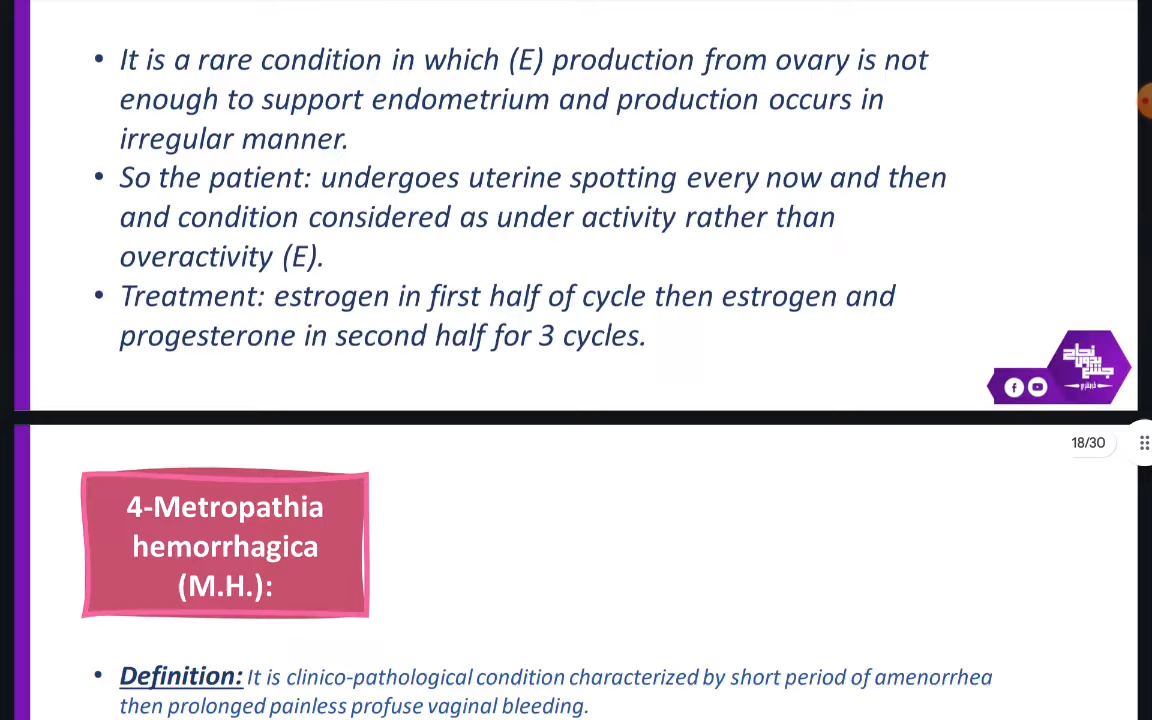 • It is a rare condition in which (E) production from ovary is not
enough to support endometrium and production occurs in
irregular manner.
• So the patient: undergoes uterine spotting every now and then
and condition considered as under activity rather than
overactivity (E).
• Treatment: estrogen in first half of cycle then estrogen and
progesterone in second half for 3 cycles.
18/30
4-Metropathia
hemorrhagica
(M.H.):
• Definition: It is clinico-pathological condition characterized by short period of amenorrhea
then prolonged painless profuse vaginal bleeding.